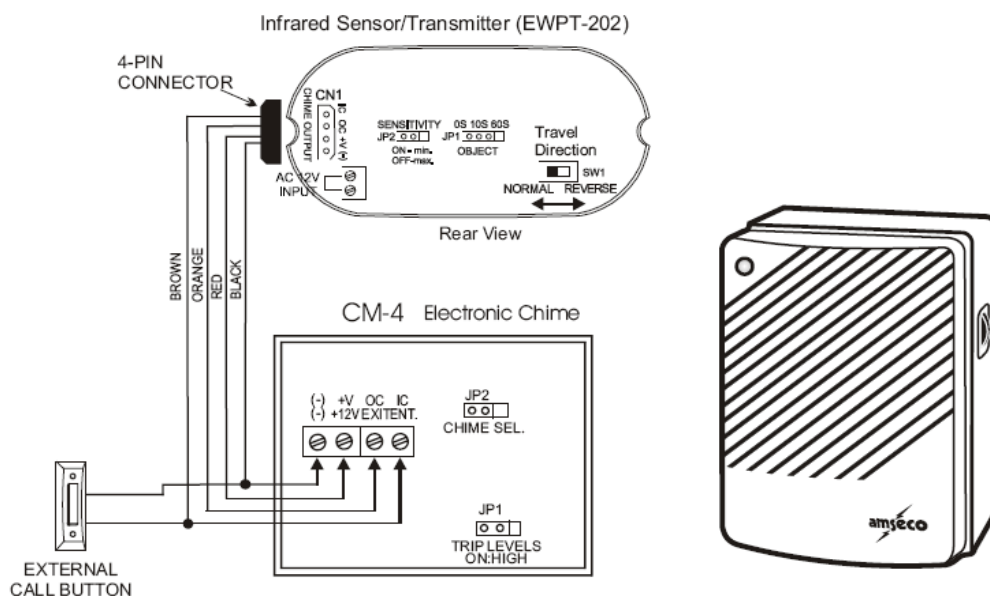 Infrared Sensor/Transmitter (EWPT-202)
4-PIN
CONNECTOR
CN1
CHIME OUTPUT
IC OC +V (-)
SENSITIVITY
JP2
ON-min.
OFF-max.
0S 10S 60S
JP1
OBJECT
Travel
Direction
SW1
NORMAL REVERSE
AC 12V
INPUT
Rear View
BROWN
ORANGE
RED
BLACK
CM-4 Electronic Chime
(-) +V OC IC
(-) +12V EXIT ENT.
JP2
CHIME SEL.
JP1
TRIP LEVELS
ON:HIGH
EXTERNAL
CALL BUTTON
amseco